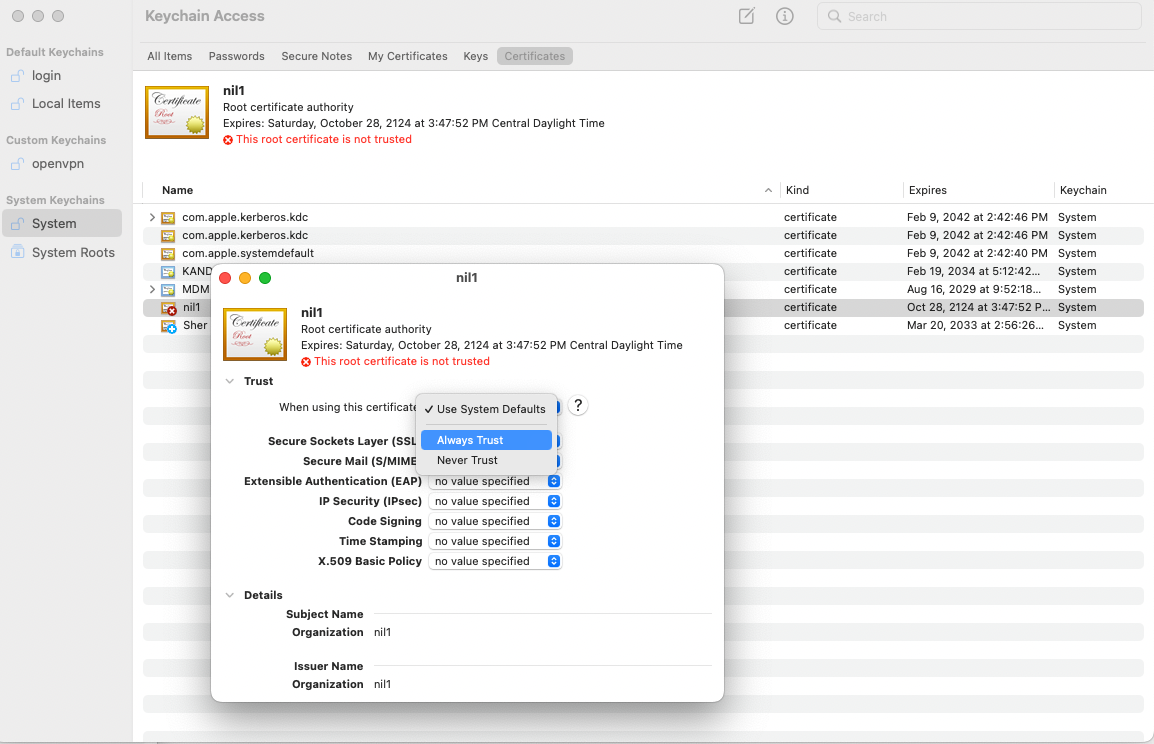 Keychain Access
Search
Default Keychains
login
Local Items
Custom Keychains
openvpn
System Keychains
System
System Roots
All Items Passwords Secure Notes My Certificates Keys Certificates
nil1
Root certificate authority
Expires: Saturday, October 28, 2124 at 3:47:52 PM Central Daylight Time
This root certificate is not trusted
Name Kind Expires Keychain
com.apple.kerberos.kdc certificate Feb 9, 2042 at 2:42:46 PM System
com.apple.kerberos.kdc certificate Feb 9, 2042 at 2:42:46 PM System
com.apple.systemdefault certificate Feb 9, 2042 at 2:42:40 PM System
KAND certificate Feb 19, 2034 at 5:12:42... System
MDM certificate Aug 16, 2029 at 9:52:18... System
nil1 certificate Oct 28, 2124 at 3:47:52 P... System
Sher certificate Mar 20, 2033 at 2:56:26... System
nil1
nil1
Root certificate authority
Expires: Saturday, October 28, 2124 at 3:47:52 PM Central Daylight Time
This root certificate is not trusted
Trust
When using this certificate
✓ Use System Defaults
?
Always Trust
Never Trust
Secure Sockets Layer (SSL
Secure Mail (S/MIME
Extensible Authentication (EAP) no value specified
IP Security (IPsec) no value specified
Code Signing no value specified
Time Stamping no value specified
X.509 Basic Policy no value specified
Details
Subject Name
Organization nil1
Issuer Name
Organization nil1